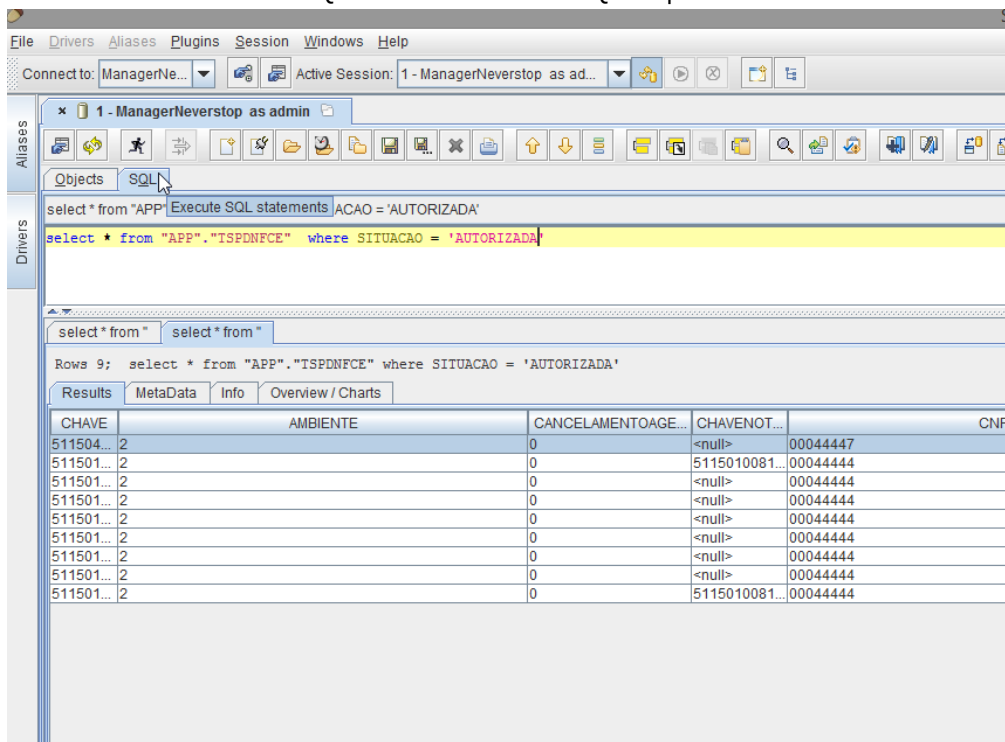 File Drivers Aliases Plugins Session Windows Help
Connect to: ManagerNe... Active Session: 1 - ManagerNeverstop as ad...
Aliases
Drivers
1 - ManagerNeverstop as admin
Objects SQL
select * from "APP" Execute SQL statements ACAO = 'AUTORIZADA'
select * from "APP"."TSPDNFCE" where SITUACAO = 'AUTORIZADA'
select * from " select * from "
Rows 9; select * from "APP"."TSPDNFCE" where SITUACAO = 'AUTORIZADA'
Results MetaData Info Overview / Charts
CHAVE AMBIENTE CANCELAMENTOAGE... CHAVENOT...
511504... 2 0 <null> 00044447
511501... 2 0 5115010081... 00044444
511501... 2 0 <null> 00044444
511501... 2 0 <null> 00044444
511501... 2 0 <null> 00044444
511501... 2 0 <null> 00044444
511501... 2 0 <null> 00044444
511501... 2 0 <null> 00044444
511501... 2 0 5115010081... 00044444